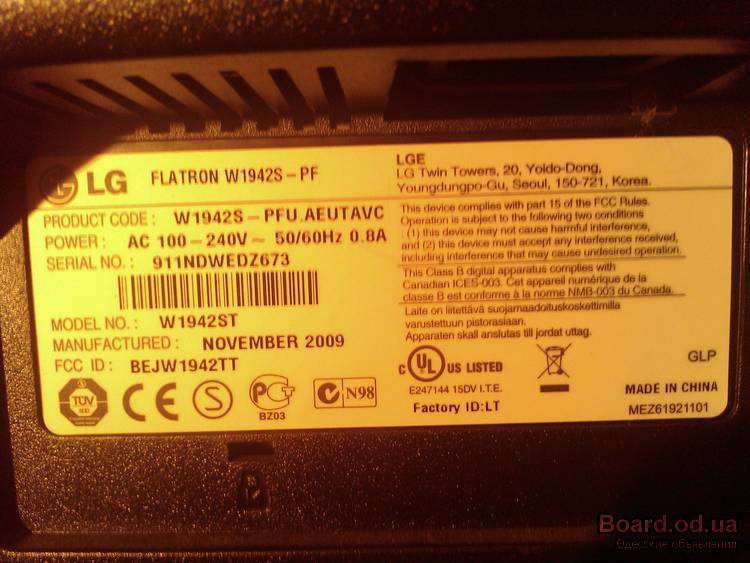 LG FLATRON W1942S-PF
PRODUCT CODE : W1942S-PFU.AEUTAVC
POWER : AC 100-240V~ 50/60Hz 0.8A
SERIAL NO. : 911NDWEDZ673
MODEL NO. : W1942ST
MANUFACTURED : NOVEMBER 2009
FCC ID : BEJW1942TT
TÜV
CE
S
PCT
BZ03
N98
LGE
LG Twin Towers, 20, Yoido-Dong,
Youngdungpo-Gu, Seoul, 150-721, Korea.
This device complies with part 15 of the FCC Rules.
Operation is subject to the following two conditions
(1) this device may not cause harmful interference,
and (2) this device must accept any interference received,
including interference that may cause undesired operation.
This Class B digital apparatus complies with
Canadian ICES-003. Cet appareil numérique de la
classe B est conforme à la norme NMB-003 du Canada.
Laite on liitettävä suojamaadoituskoskettimilla
varustettuun pistorasiaan.
Apparaten skall anslutas till jordat uttag.
c UL US LISTED
E247144 15DV I.T.E.
Factory ID:LT
GLP
MADE IN CHINA
MEZ61921101
Board.od.ua
Одесские объявления